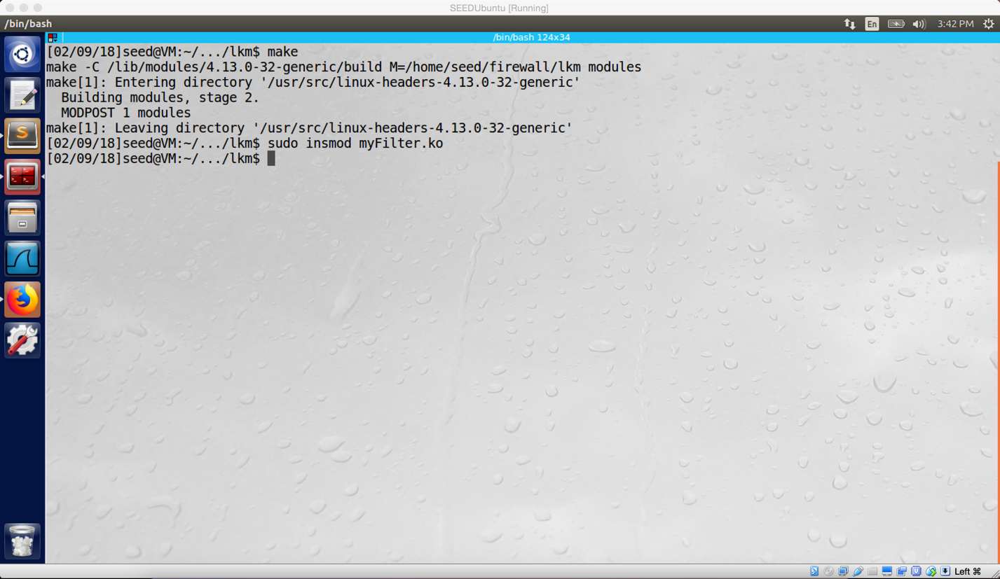 SEEDUbuntu [Running]
/bin/bash
En
3:42 PM
/bin/bash 124x34
[02/09/18]seed@VM:~/.../lkm$ make
make -C /lib/modules/4.13.0-32-generic/build M=/home/seed/firewall/lkm modules
make[1]: Entering directory '/usr/src/linux-headers-4.13.0-32-generic'
  Building modules, stage 2.
  MODPOST 1 modules
make[1]: Leaving directory '/usr/src/linux-headers-4.13.0-32-generic'
[02/09/18]seed@VM:~/.../lkm$ sudo insmod myFilter.ko
[02/09/18]seed@VM:~/.../lkm$
Left ⌘